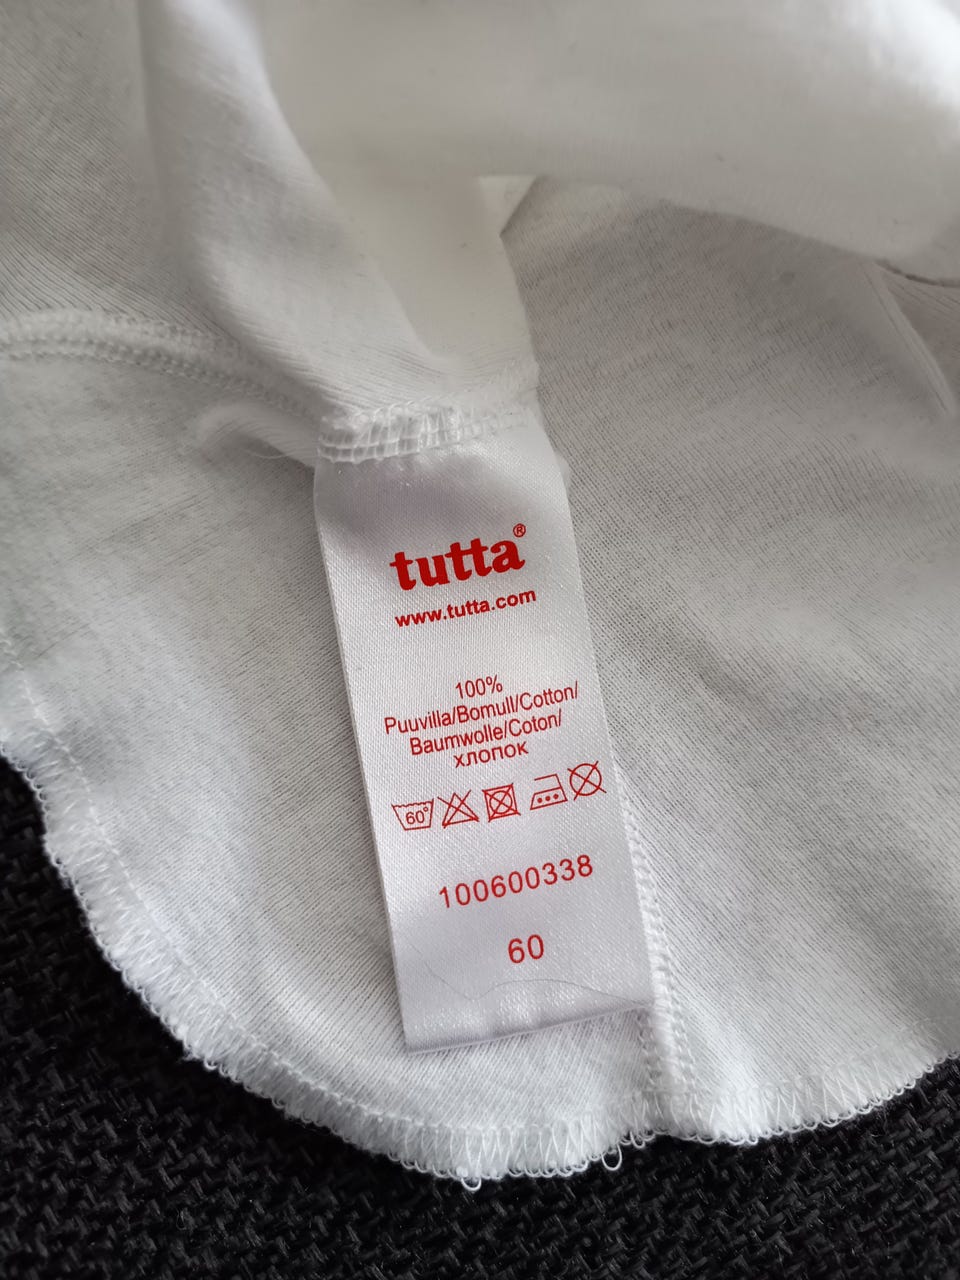 tutta®
www.tutta.com
100%
Puuvilla/Bomull/Cotton/
Baumwolle/Coton/
хлопок
60°
100600338
60